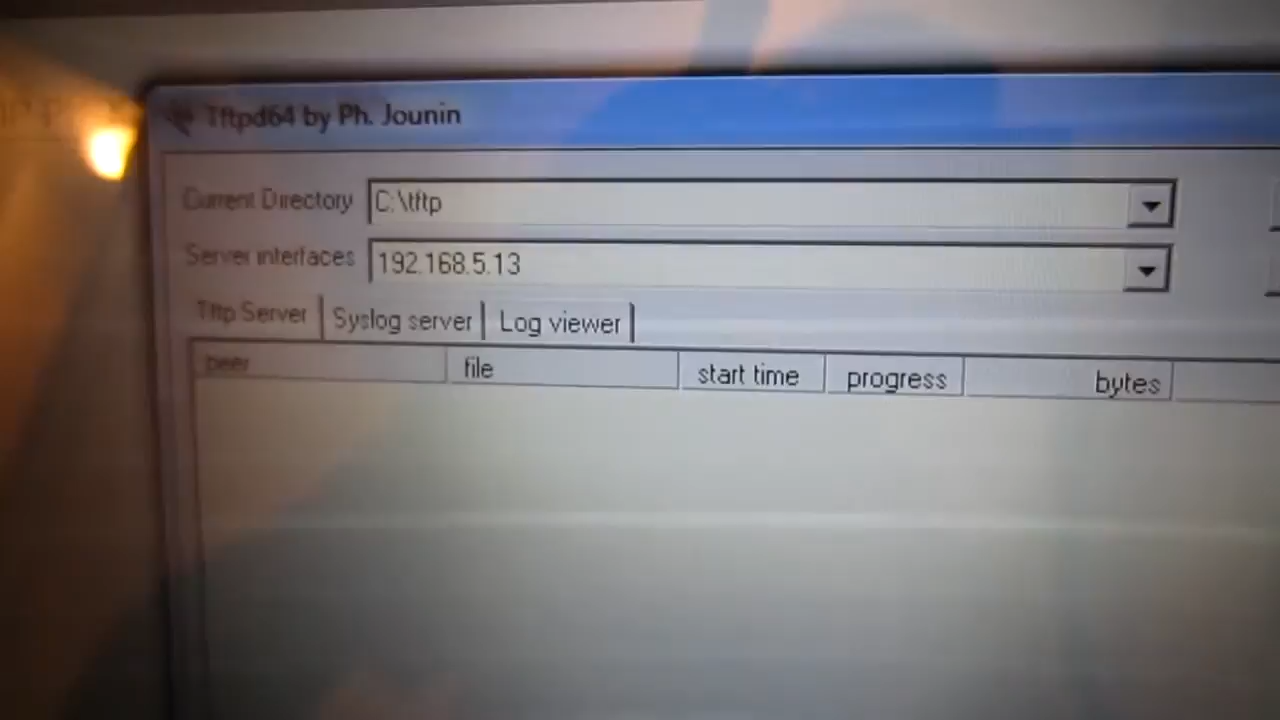 Tftpd64 by Ph. Jounin
Current Directory C:\tftp
Server interfaces 192.168.5.13
Tftp Server Syslog server Log viewer
peer file start time progress bytes